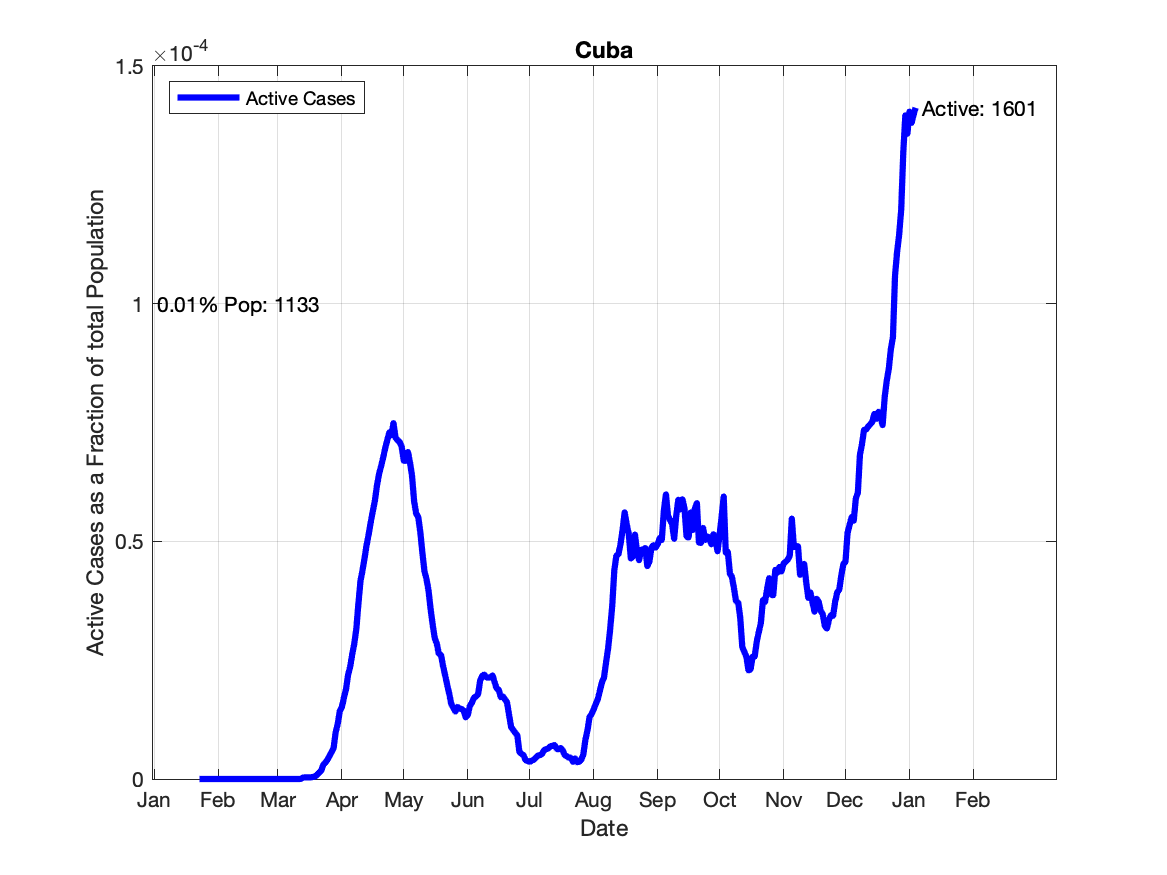 Cuba
×10-4
1.5
Active Cases
Active: 1601
1
0.01% Pop: 1133
0.5
0
Active Cases as a Fraction of total Population
Jan Feb Mar Apr May Jun Jul Aug Sep Oct Nov Dec Jan Feb
Date